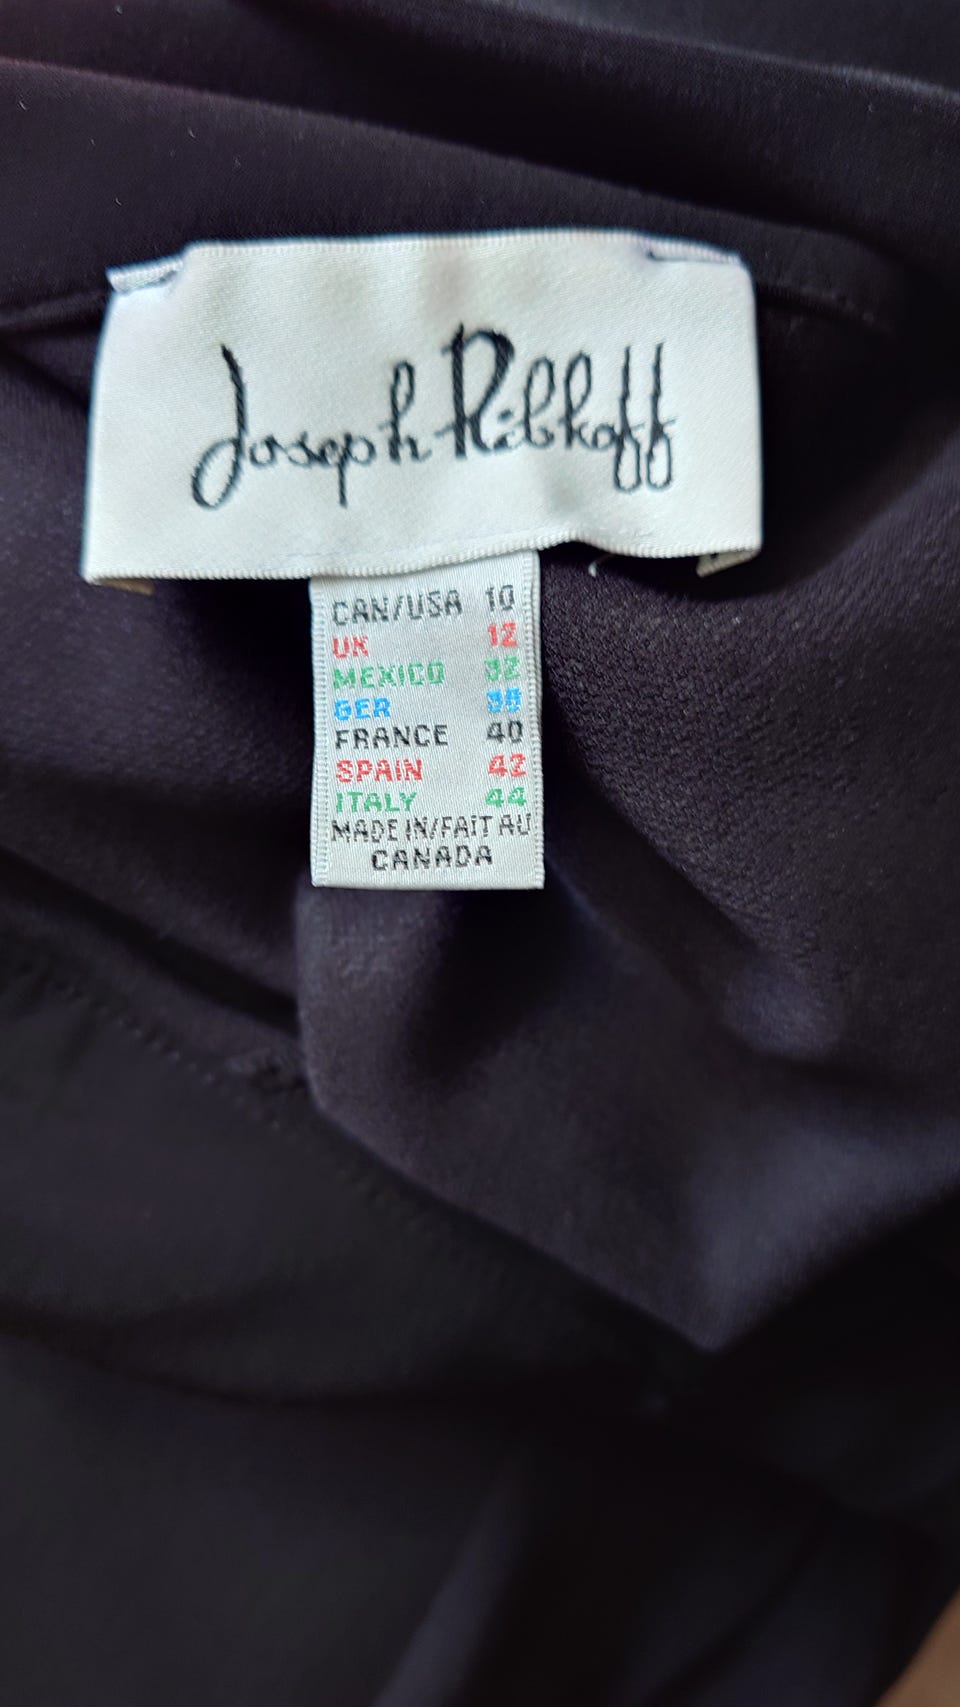 Joseph Ribkoff
CAN/USA 10
UK 12
MEXICO 32
GER 38
FRANCE 40
SPAIN 42
ITALY 44
MADE IN/FAIT AU
CANADA